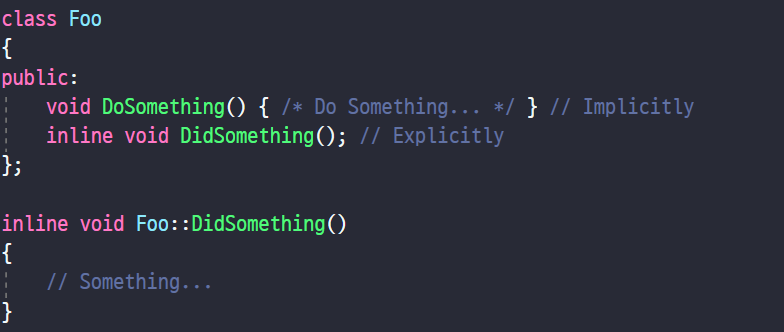 class Foo
{
public:
    void DoSomething() { /* Do Something... */ } // Implicitly
    inline void DidSomething(); // Explicitly
};

inline void Foo::DidSomething()
{
    // Something...
}